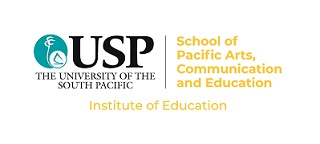 USP
THE UNIVERSITY OF THE
SOUTH PACIFIC
School of
Pacific Arts,
Communication
and Education
Institute of Education